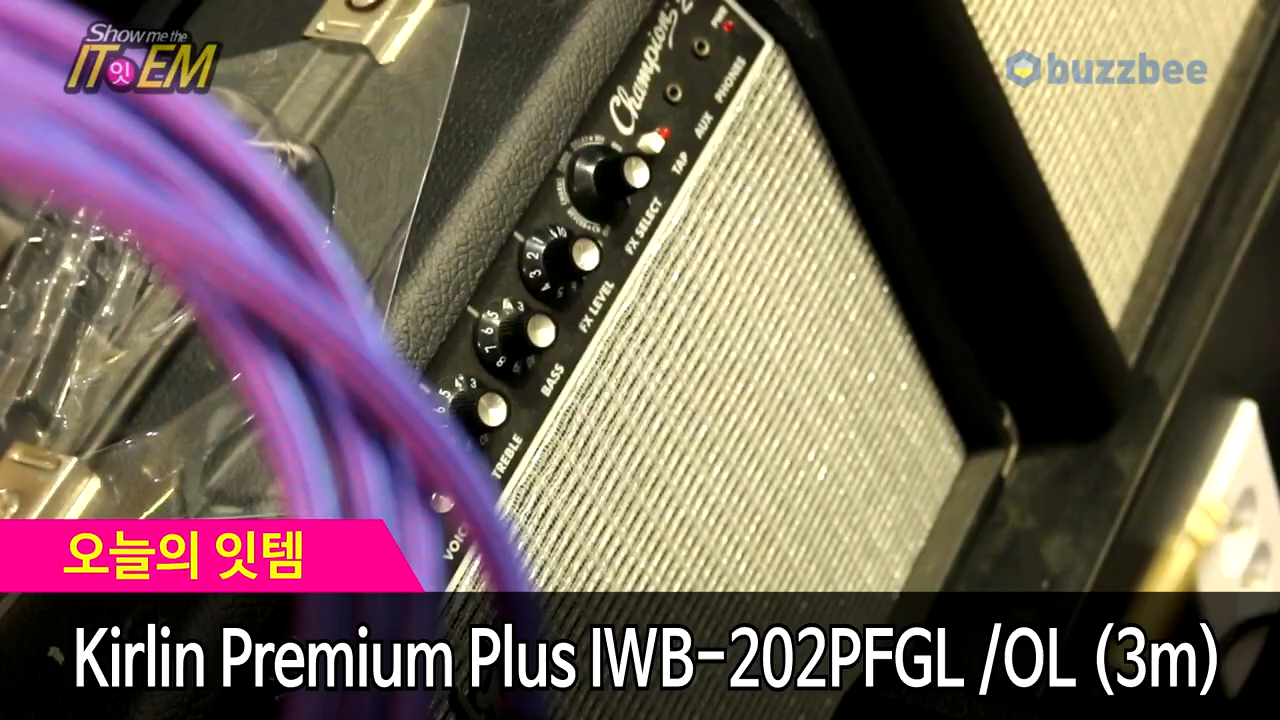 Show me the
IT잇EM
buzzbee
Champion
PWR
PHONES
AUX
TAP
FX SELECT
FX LEVEL
BASS
TREBLE
오늘의 잇템
Kirlin Premium Plus IWB-202PFGL /OL (3m)